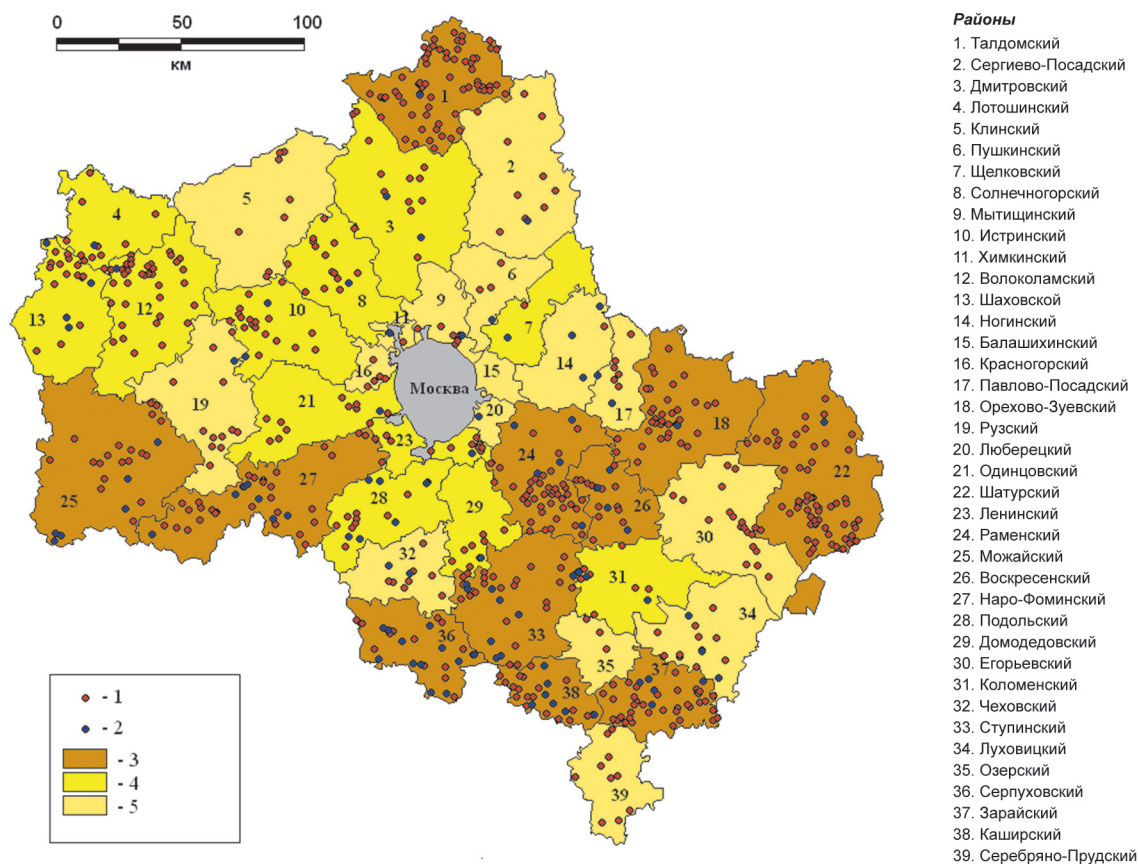 0 50 100
км
Районы
1. Талдомский
2. Сергиево-Посадский
3. Дмитровский
4. Лотошинский
5. Клинский
6. Пушкинский
7. Щелковский
8. Солнечногорский
9. Мытищинский
10. Истринский
11. Химкинский
12. Волоколамский
13. Шаховской
14. Ногинский
15. Балашихинский
16. Красногорский
17. Павлово-Посадский
18. Орехово-Зуевский
19. Рузский
20. Люберецкий
21. Одинцовский
22. Шатурский
23. Ленинский
24. Раменский
25. Можайский
26. Воскресенский
27. Наро-Фоминский
28. Подольский
29. Домодедовский
30. Егорьевский
31. Коломенский
32. Чеховский
33. Ступинский
34. Луховицкий
35. Озерский
36. Серпуховский
37. Зарайский
38. Каширский
39. Серебряно-Прудский
1
2
5
4
3
6
9
8
10
11
12
13
7
14
15
16
Москва
17
19
21
20
18
23
24
22
25
27
28
29
26
30
32
31
34
36
33
35
37
38
39
- 1
- 2
- 3
- 4
- 5